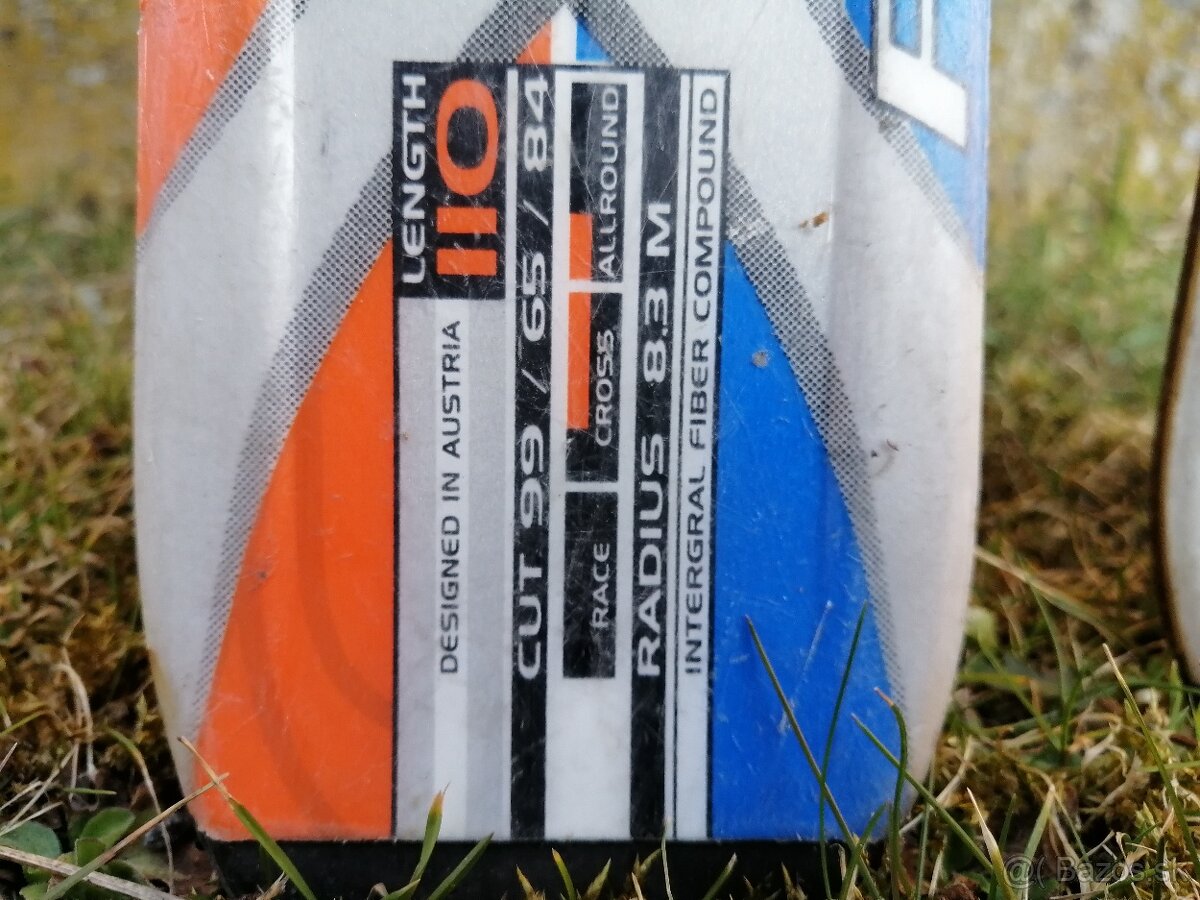 LENGTH
110
DESIGNED IN AUSTRIA
CUT 99 / 65 / 84
RACE CROSS ALLROUND
RADIUS 8.3 M
INTERGRAL FIBER COMPOUND
Bazos.sk